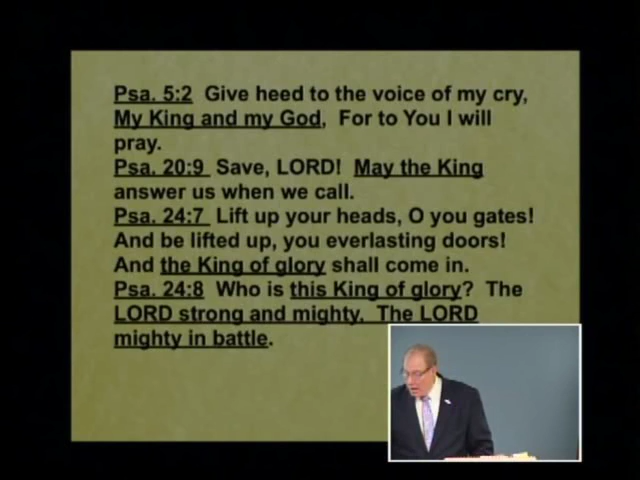 Psa. 5:2 Give heed to the voice of my cry,
My King and my God, For to You I will
pray.
Psa. 20:9 Save, LORD! May the King
answer us when we call.
Psa. 24:7 Lift up your heads, O you gates!
And be lifted up, you everlasting doors!
And the King of glory shall come in.
Psa. 24:8 Who is this King of glory? The
LORD strong and mighty, The LORD
mighty in battle.